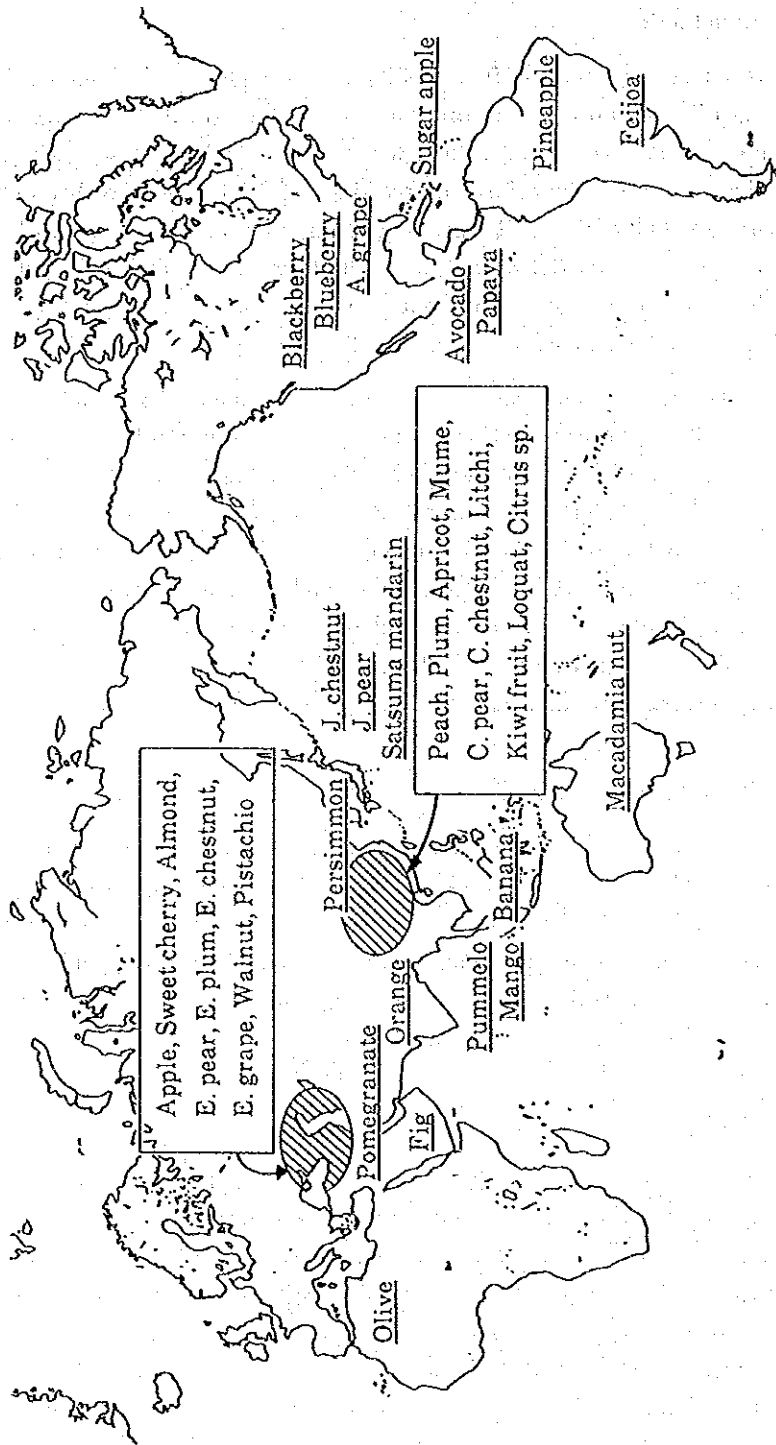 Apple, Sweet cherry, Almond,
E. pear, E. plum, E. chestnut,
E. grape, Walnut, Pistachio
Olive
Pomegranate
Fig
Orange
Pummelo
Mango
Banana
Persimmon
J. chestnut
J. pear
Satsuma mandarin
Peach, Plum, Apricot, Mume,
C. pear, C. chestnut, Litchi,
Kiwi fruit, Loquat, Citrus sp.
Macadamia nut
Blackberry
Blueberry
A. grape
Avocado
Papaya
Sugar apple
Pineapple
Feijoa